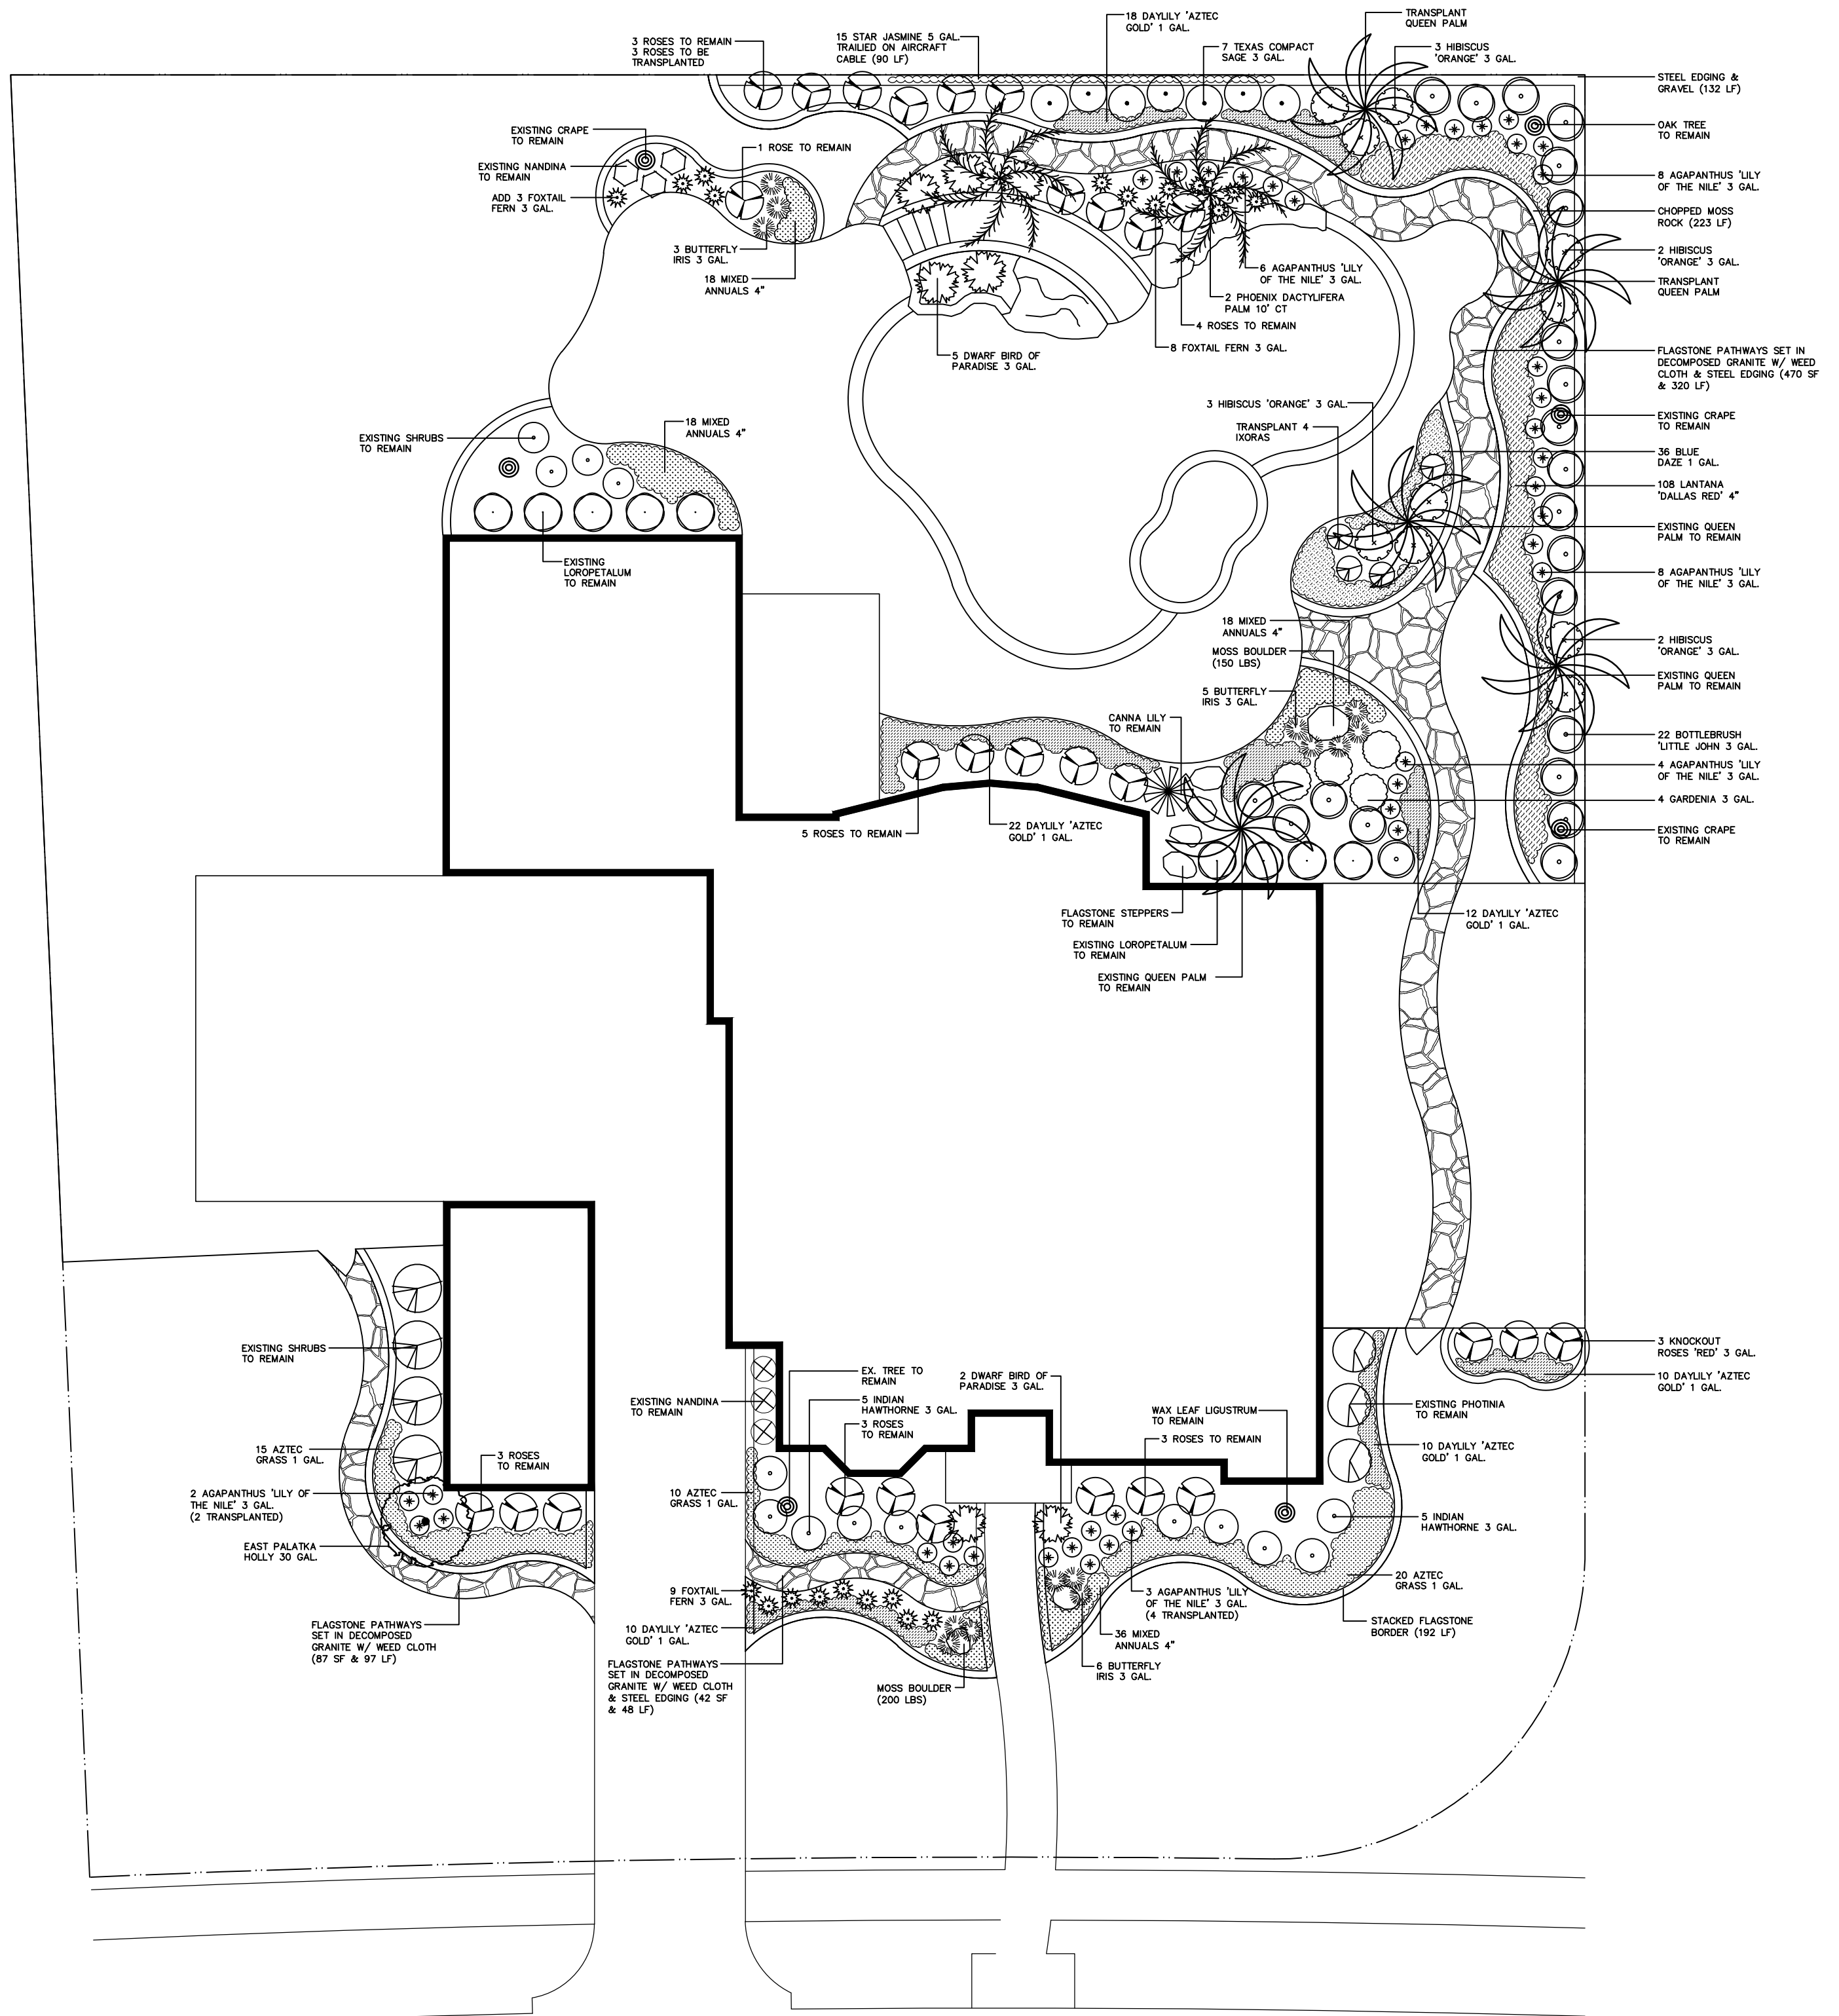 3 ROSES TO REMAIN
3 ROSES TO BE
TRANSPLANTED
15 STAR JASMINE 5 GAL.
TRAILIED ON AIRCRAFT
CABLE (90 LF)
18 DAYLILY 'AZTEC
GOLD' 1 GAL.
7 TEXAS COMPACT
SAGE 3 GAL.
TRANSPLANT
QUEEN PALM
3 HIBISCUS
'ORANGE' 3 GAL.
STEEL EDGING &
GRAVEL (132 LF)
OAK TREE
TO REMAIN
8 AGAPANTHUS 'LILY
OF THE NILE' 3 GAL.
CHOPPED MOSS
ROCK (223 LF)
2 HIBISCUS
'ORANGE' 3 GAL.
TRANSPLANT
QUEEN PALM
FLAGSTONE PATHWAYS SET IN
DECOMPOSED GRANITE W/ WEED
CLOTH & STEEL EDGING (470 SF
& 320 LF)
EXISTING CRAPE
TO REMAIN
36 BLUE
DAZE 1 GAL.
108 LANTANA
'DALLAS RED' 4"
EXISTING QUEEN
PALM TO REMAIN
8 AGAPANTHUS 'LILY
OF THE NILE' 3 GAL.
2 HIBISCUS
'ORANGE' 3 GAL.
EXISTING QUEEN
PALM TO REMAIN
22 BOTTLEBRUSH
'LITTLE JOHN 3 GAL.
4 AGAPANTHUS 'LILY
OF THE NILE' 3 GAL.
4 GARDENIA 3 GAL.
EXISTING CRAPE
TO REMAIN
EXISTING CRAPE
TO REMAIN
EXISTING NANDINA
TO REMAIN
ADD 3 FOXTAIL
FERN 3 GAL.
1 ROSE TO REMAIN
3 BUTTERFLY
IRIS 3 GAL.
18 MIXED
ANNUALS 4"
6 AGAPANTHUS 'LILY
OF THE NILE' 3 GAL.
2 PHOENIX DACTYLIFERA
PALM 10' CT
4 ROSES TO REMAIN
8 FOXTAIL FERN 3 GAL.
5 DWARF BIRD OF
PARADISE 3 GAL.
3 HIBISCUS 'ORANGE' 3 GAL.
TRANSPLANT 4
IXORAS
EXISTING SHRUBS
TO REMAIN
18 MIXED
ANNUALS 4"
EXISTING
LOROPETALUM
TO REMAIN
18 MIXED
ANNUALS 4"
MOSS BOULDER
(150 LBS)
5 BUTTERFLY
IRIS 3 GAL.
CANNA LILY
TO REMAIN
5 ROSES TO REMAIN
22 DAYLILY 'AZTEC
GOLD' 1 GAL.
FLAGSTONE STEPPERS
TO REMAIN
EXISTING LOROPETALUM
TO REMAIN
EXISTING QUEEN PALM
TO REMAIN
12 DAYLILY 'AZTEC
GOLD' 1 GAL.
3 KNOCKOUT
ROSES 'RED' 3 GAL.
10 DAYLILY 'AZTEC
GOLD' 1 GAL.
EXISTING SHRUBS
TO REMAIN
15 AZTEC
GRASS 1 GAL.
3 ROSES
TO REMAIN
2 AGAPANTHUS 'LILY OF
THE NILE' 3 GAL.
(2 TRANSPLANTED)
EAST PALATKA
HOLLY 30 GAL.
FLAGSTONE PATHWAYS
SET IN DECOMPOSED
GRANITE W/ WEED CLOTH
(87 SF & 97 LF)
EXISTING NANDINA
TO REMAIN
EX. TREE TO
REMAIN
5 INDIAN
HAWTHORNE 3 GAL.
3 ROSES
TO REMAIN
2 DWARF BIRD OF
PARADISE 3 GAL.
WAX LEAF LIGUSTRUM
TO REMAIN
3 ROSES TO REMAIN
EXISTING PHOTINIA
TO REMAIN
10 DAYLILY 'AZTEC
GOLD' 1 GAL.
10 AZTEC
GRASS 1 GAL.
5 INDIAN
HAWTHORNE 3 GAL.
20 AZTEC
GRASS 1 GAL.
9 FOXTAIL
FERN 3 GAL.
3 AGAPANTHUS 'LILY
OF THE NILE' 3 GAL.
(4 TRANSPLANTED)
STACKED FLAGSTONE
BORDER (192 LF)
10 DAYLILY 'AZTEC
GOLD' 1 GAL.
36 MIXED
ANNUALS 4"
6 BUTTERFLY
IRIS 3 GAL.
FLAGSTONE PATHWAYS
SET IN DECOMPOSED
GRANITE W/ WEED CLOTH
& STEEL EDGING (42 SF
& 48 LF)
MOSS BOULDER
(200 LBS)